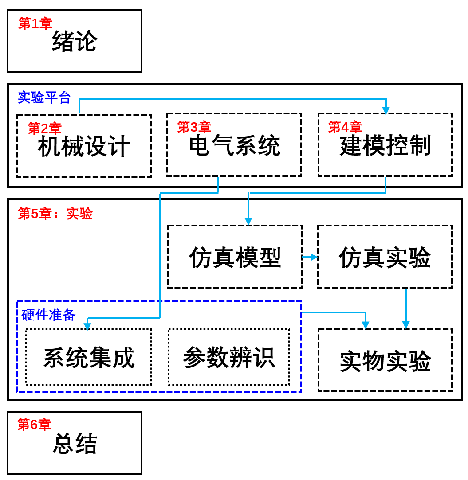 第1章
绪论
实验平台
第2章
机械设计
第3章
电气系统
第4章
建模控制
第5章：实验
仿真模型
仿真实验
硬件准备
系统集成
参数辨识
实物实验
第6章
总结